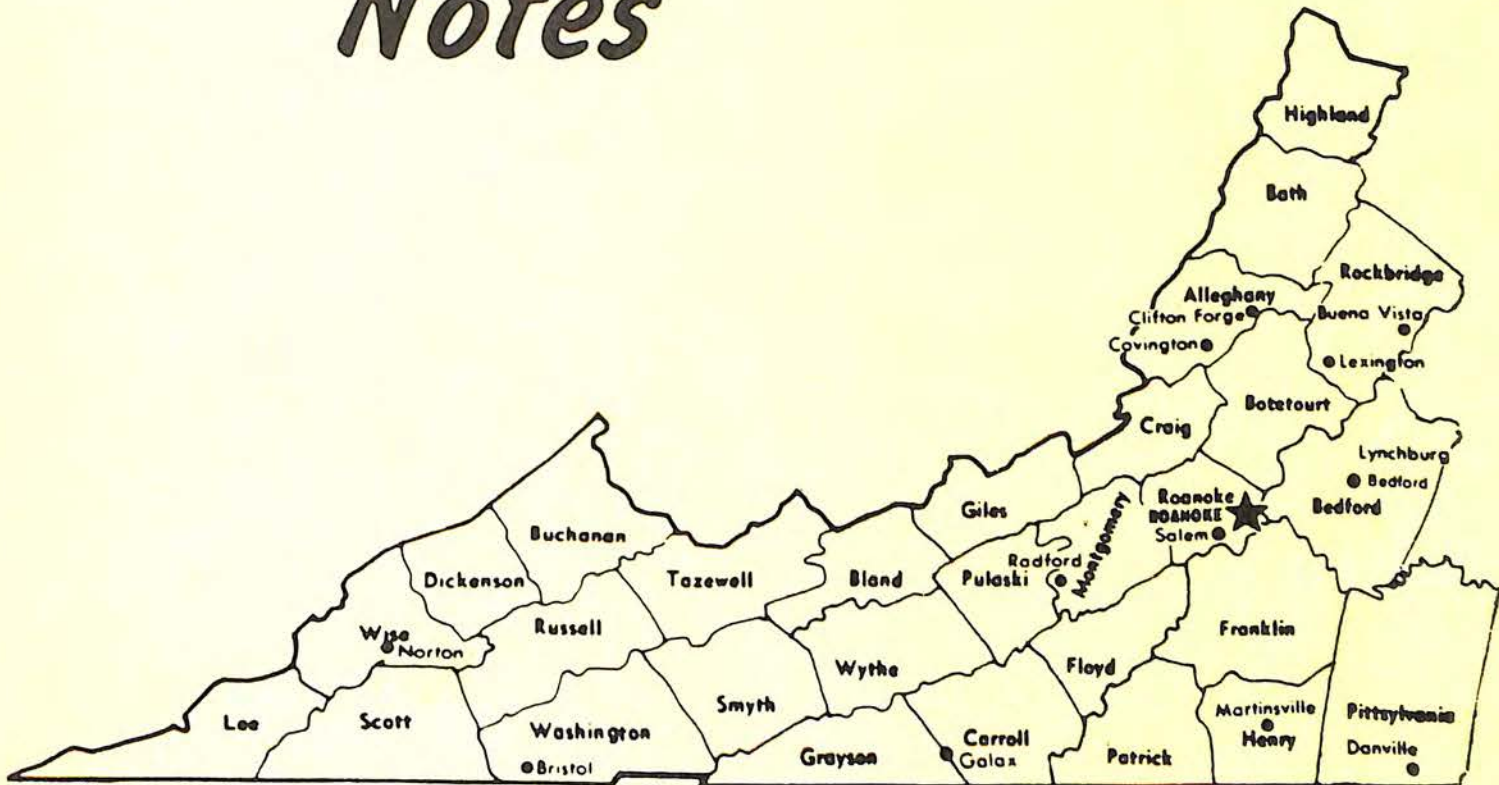 Notes
Highland
Bath
Rockbridge
Alleghany
Clifton Forge
Buena Vista
Covington
Lexington
Botetourt
Craig
Lynchburg
Bedford
Bedford
Giles
Roanoke
ROANOKE
Salem
Montgomery
Buchanan
Radford
Dickenson
Tazewell
Bland
Pulaski
Wise
Norton
Russell
Franklin
Wythe
Floyd
Lee
Scott
Smyth
Washington
Bristol
Grayson
Carroll
Galax
Patrick
Martinsville
Henry
Pittsylvania
Danville